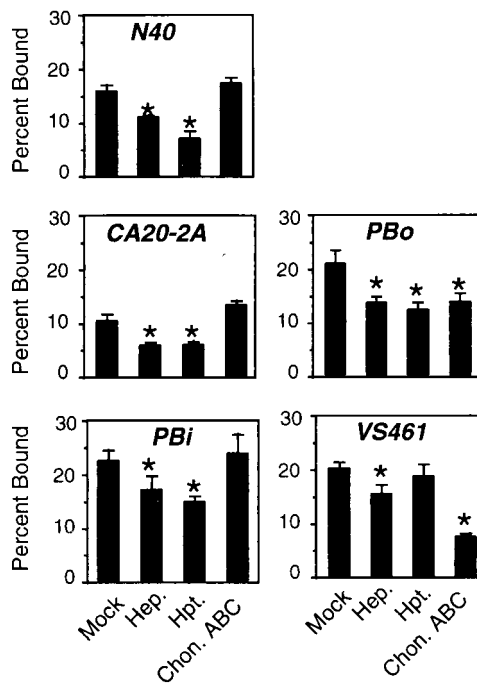 N40
Percent Bound
30
20
10
0
*
*
CA20-2A
Percent Bound
30
20
10
0
*
*
PBo
30
20
10
0
*
*
*
PBi
Percent Bound
30
20
10
0
*
*
Mock
Hep.
Hpt.
Chon. ABC
VS461
30
20
10
0
*
*
Mock
Hep.
Hpt.
Chon. ABC